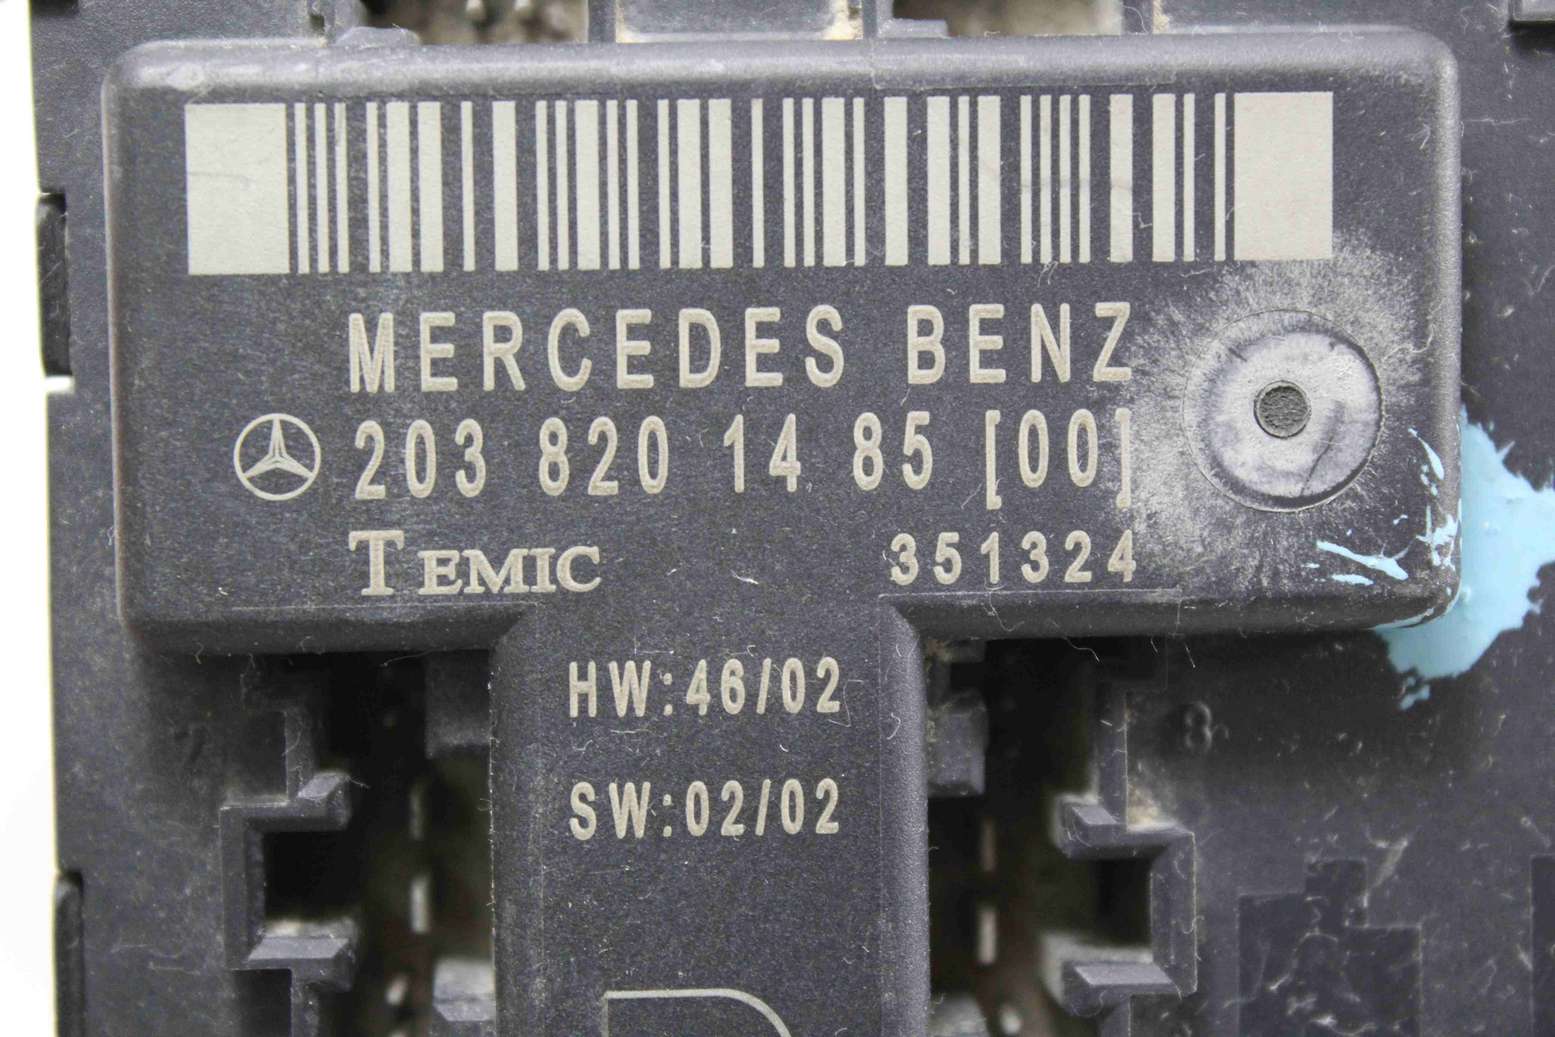 MERCEDES BENZ
203 820 14 85 [00]
TEMIC 351324
HW:46/02
SW:02/02